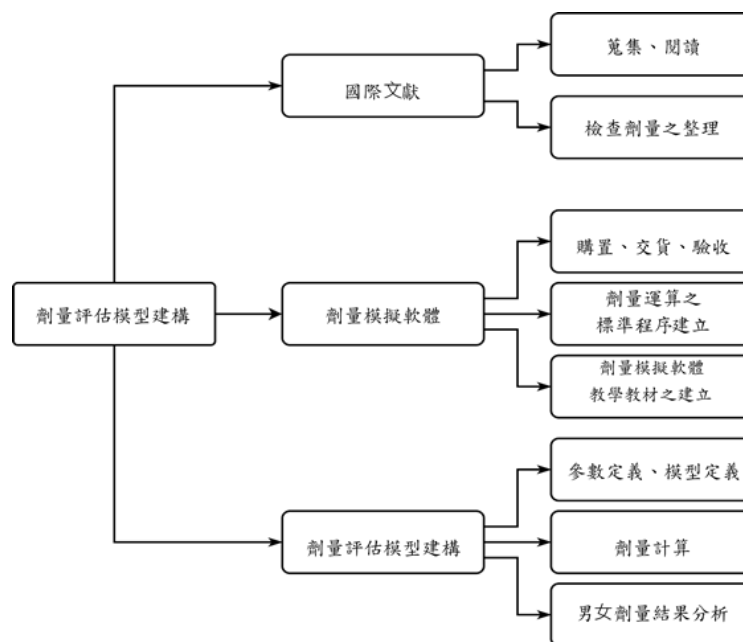 國際文獻
蒐集、閱讀
檢查劑量之整理
劑量評估模型建構
劑量模擬軟體
購置、交貨、驗收
劑量運算之
標準程序建立
劑量模擬軟體
教學教材之建立
劑量評估模型建構
參數定義、模型定義
劑量計算
男女劑量結果分析